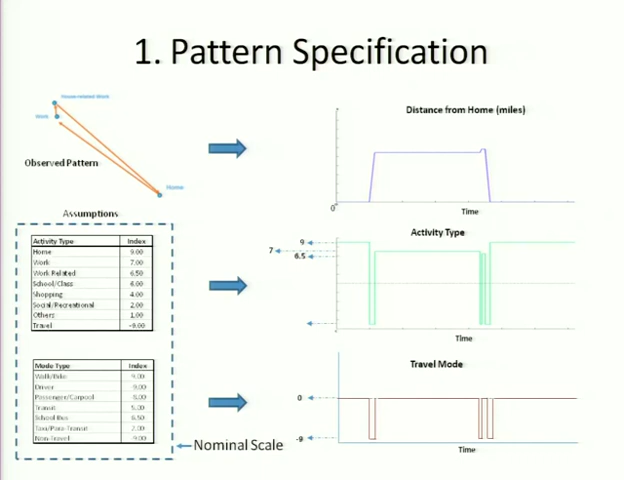 1. Pattern Specification
House-related Work
Work
Observed Pattern
Home
Assumptions
Activity Type Index
Home 9.00
Work 7.00
Work Related 6.50
School/Class 6.00
Shopping 4.00
Social/Recreational 2.00
Others 1.00
Travel -9.00
Mode Type Index
Walk/Bike 9.00
Driver 9.00
Passenger/Carpool 8.00
Transit 5.00
School Bus 6.50
Taxi/Para-Transit 2.00
Non-Travel -9.00
Nominal Scale
Distance from Home (miles)
0
Time
Activity Type
9
7
6.5
Time
Travel Mode
0
-9
Time